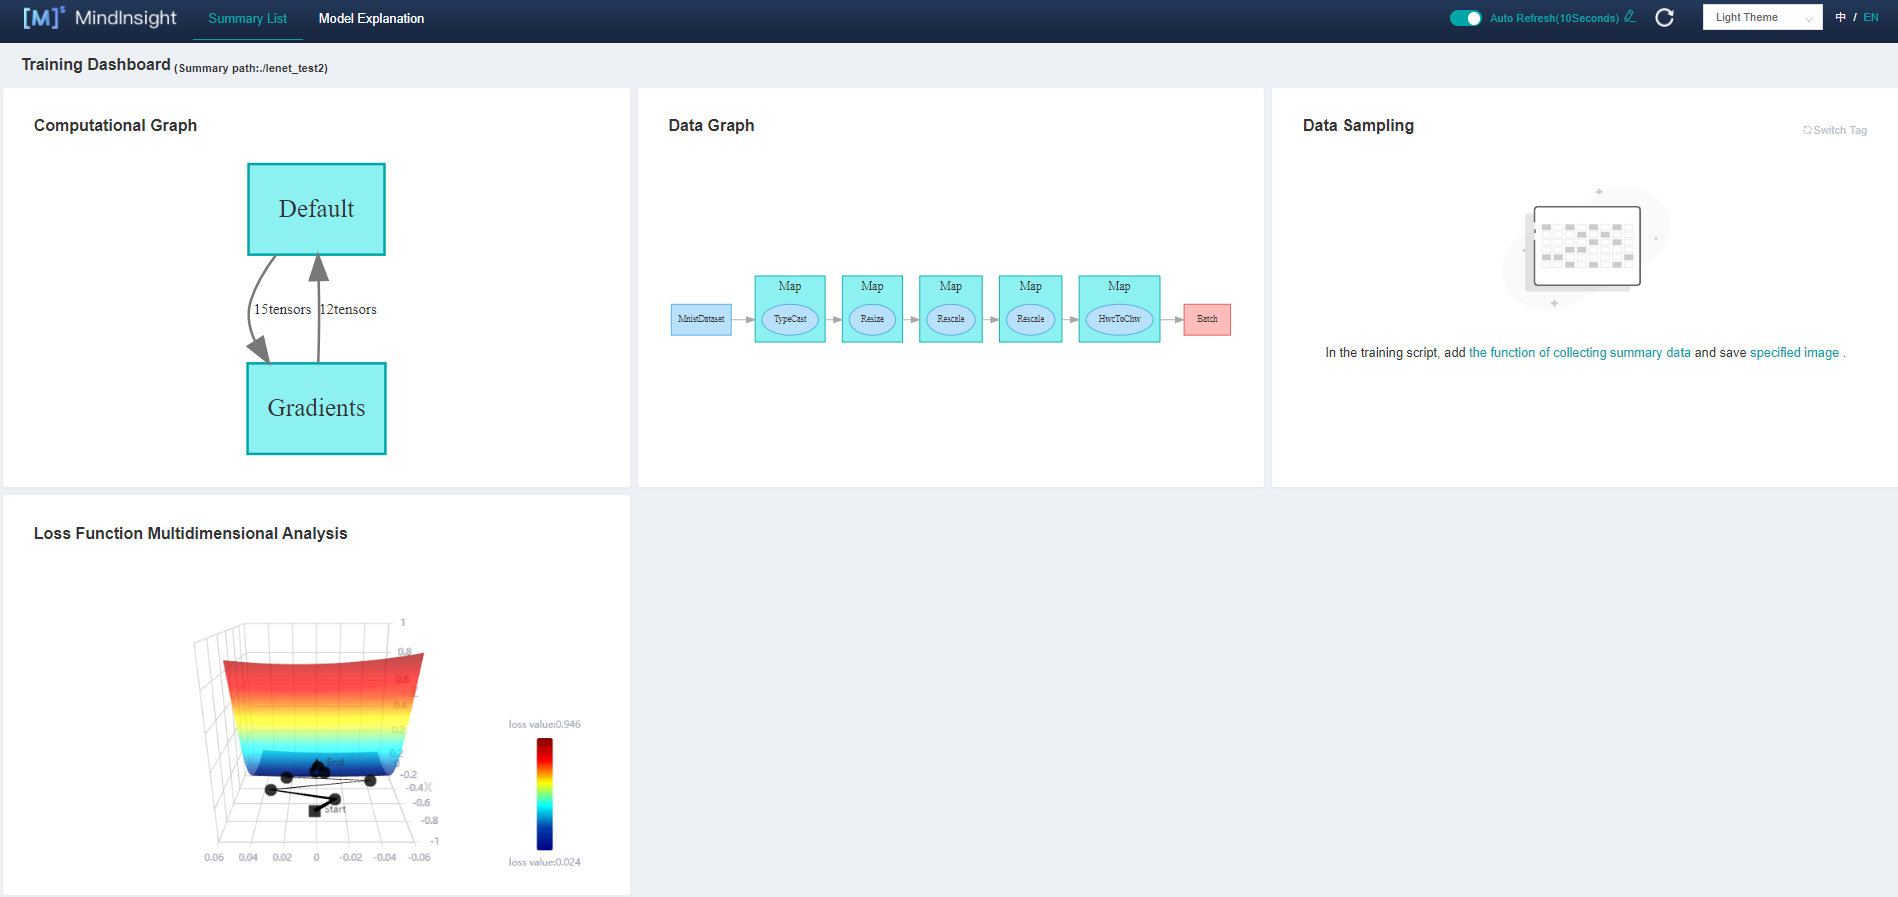 [M]s MindInsight Summary List Model Explanation Auto Refresh(10Seconds) Light Theme 中 / EN
Training Dashboard (Summary path:./lenet_test2)
Computational Graph
Default
15tensors 12tensors
Gradients
Data Graph
Map Map Map Map Map
MnistDataset TypeCast Resize Rescale Rescale HwcToChw Batch
Data Sampling
Switch Tag
In the training script, add the function of collecting summary data and save specified image .
Loss Function Multidimensional Analysis
1
0.8
0.6
0.4
0.2
0.2
0
End
-0.2
-0.4 X
-0.6
Start
-0.8
-1
0.06 0.04 0.02 0 -0.02 -0.04 -0.06
loss value:0.946
loss value:0.024